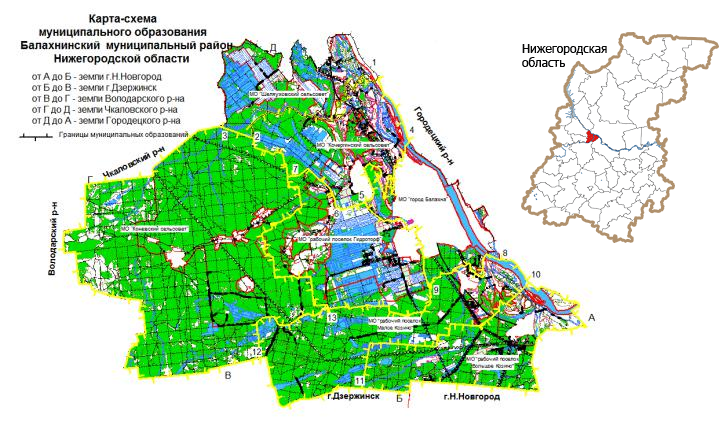 Карта-схема
муниципального образования
Балахнинский муниципальный район
Нижегородской области
от А до Б - земли г.Н.Новгород
от Б до В - земли г.Дзержинск
от В до Г - земли Володарского р-на
от Г до Д - земли Чкаловского р-на
от Д до А - земли Городецкого р-на
Границы муниципальных образований
Нижегородская
область
Д
1
МО "Шеляуховский сельсовет"
Городецкий р-н
4
3
2
МО "Кочергинский сельсовет"
Чкаловский р-н
7
Г
5
МО "город Балахна"
Володарский р-н
МО "Коневский сельсовет"
МО "рабочий поселок Гидроторф"
8
10
9
А
13
МО "рабочий поселок
Малое Козино"
12
МО "рабочий поселок
Большое Козино"
В
11
г.Дзержинск
Б
г.Н.Новгород